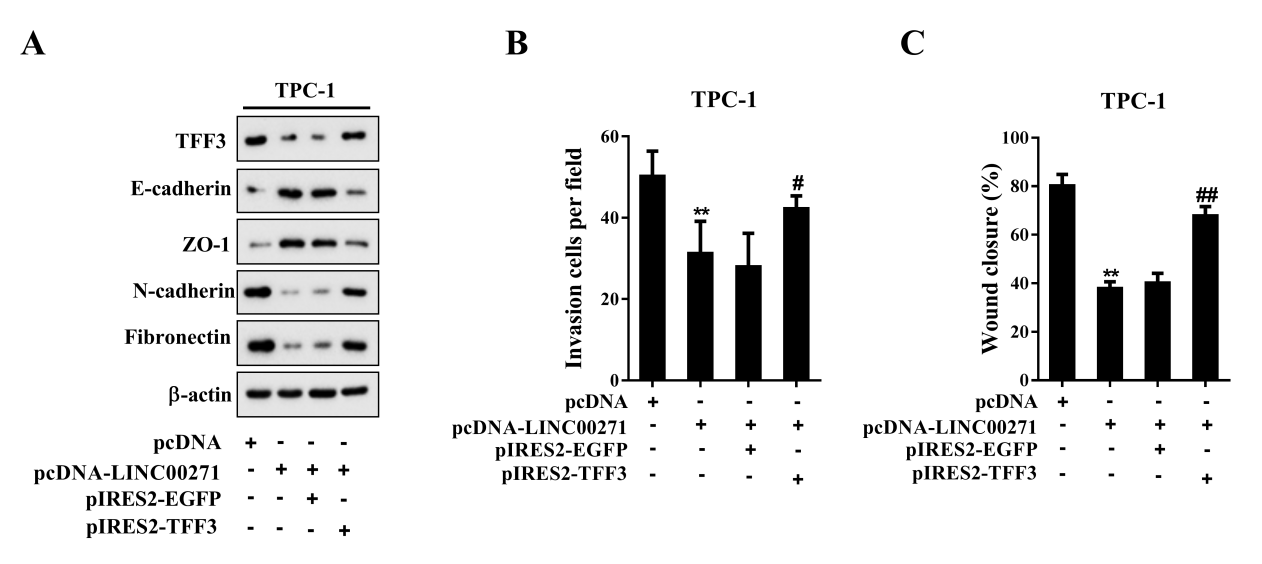 A
TPC-1
TFF3
E-cadherin
ZO-1
N-cadherin
Fibronectin
β-actin
pcDNA + - - -
pcDNA-LINC00271 - + + +
pIRES2-EGFP - - + -
pIRES2-TFF3 - - - +
B
TPC-1
Invasion cells per field
60
40
20
0
**
#
pcDNA + - - -
pcDNA-LINC00271 - + + +
pIRES2-EGFP - - + -
pIRES2-TFF3 - - - +
C
TPC-1
Wound closure (%)
100
80
60
40
20
0
**
##
pcDNA + - - -
pcDNA-LINC00271 - + + +
pIRES2-EGFP - - + -
pIRES2-TFF3 - - - +